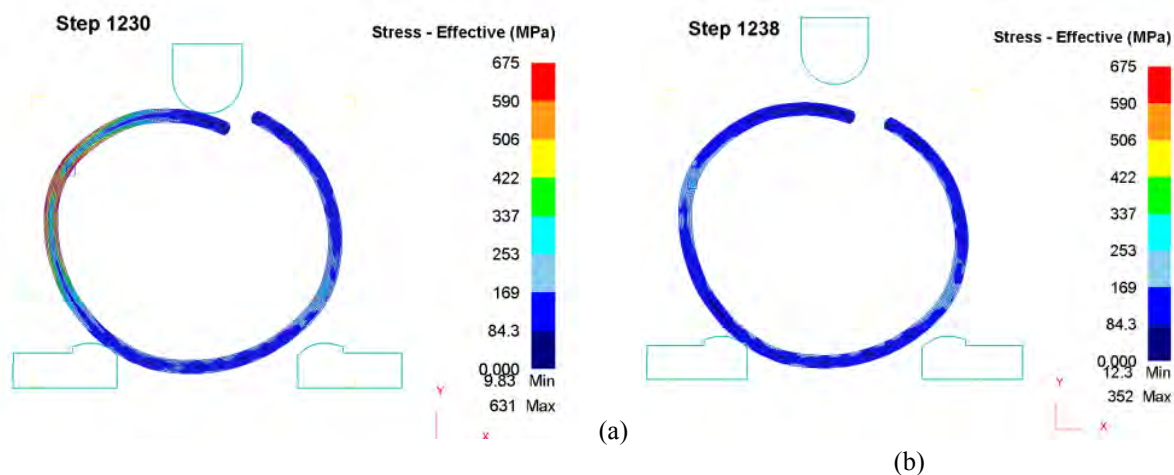 Step 1230
Stress - Effective (MPa)
675
590
506
422
337
253
169
84.3
0.000
9.83 Min
631 Max
Y
X
(a)
Step 1238
Stress - Effective (MPa)
675
590
506
422
337
253
169
84.3
0.000
12.3 Min
352 Max
Y
X
(b)